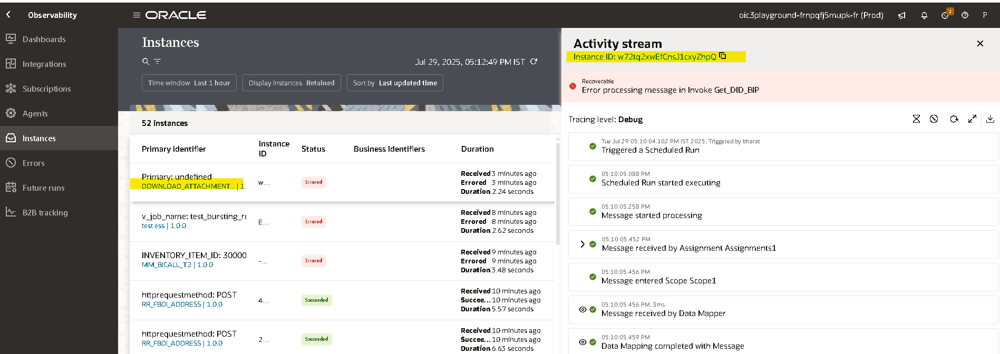 Observability
Dashboards
Integrations
Subscriptions
Agents
Instances
Errors
Future runs
B2B tracking
ORACLE
oic3playground-frnpqfj5mupk-fr (Prod)
2
P
Instances
Jul 29, 2025, 05:12:49 PM IST
Time window Last 1 hour
Display instances Retained
Sort by Last updated time
52 instances
Primary identifier
Instance
ID
Status
Business Identifiers
Duration
Primary: undefined
DOWNLOAD_ATTACHMENT... | 1.
w...
Errored
Received 3 minutes ago
Errored 3 minutes ago
Duration 2.24 seconds
v_job_name: test_bursting_re
test ess | 1.0.0
E...
Errored
Received 8 minutes ago
Errored 8 minutes ago
Duration 2.62 seconds
INVENTORY_ITEM_ID: 30000
MM_BICALL_T2 | 1.0.0
-...
Errored
Received 9 minutes ago
Errored 9 minutes ago
Duration 3.48 seconds
httprequestmethod: POST
RR_FBDI_ADDRESS | 1.0.0
4...
Succeeded
Received 10 minutes ago
Succee... 10 minutes ago
Duration 5.57 seconds
httprequestmethod: POST
RR_FBDI_ADDRESS | 1.0.0
2...
Succeeded
Received 10 minutes ago
Succee... 10 minutes ago
Duration 6.63 seconds
Activity stream
Instance ID: w72tq2xwEfCnsJ1cxyZhpQ
Recoverable
Error processing message in Invoke Get_DID_BIP
Tracing level: Debug
Tue Jul 29 05:10:04.102 PM IST 2025, Triggered by bharat
Triggered a Scheduled Run
05:10:05.088 PM
Scheduled Run started executing
05:10:05.258 PM
Message started processing
05:10:05.452 PM
Message received by Assignment Assignments1
05:10:05.456 PM
Message entered Scope Scope1
05:10:05.456 PM, 3ms
Message received by Data Mapper
05:10:05.459 PM
Data Mapping completed with Message